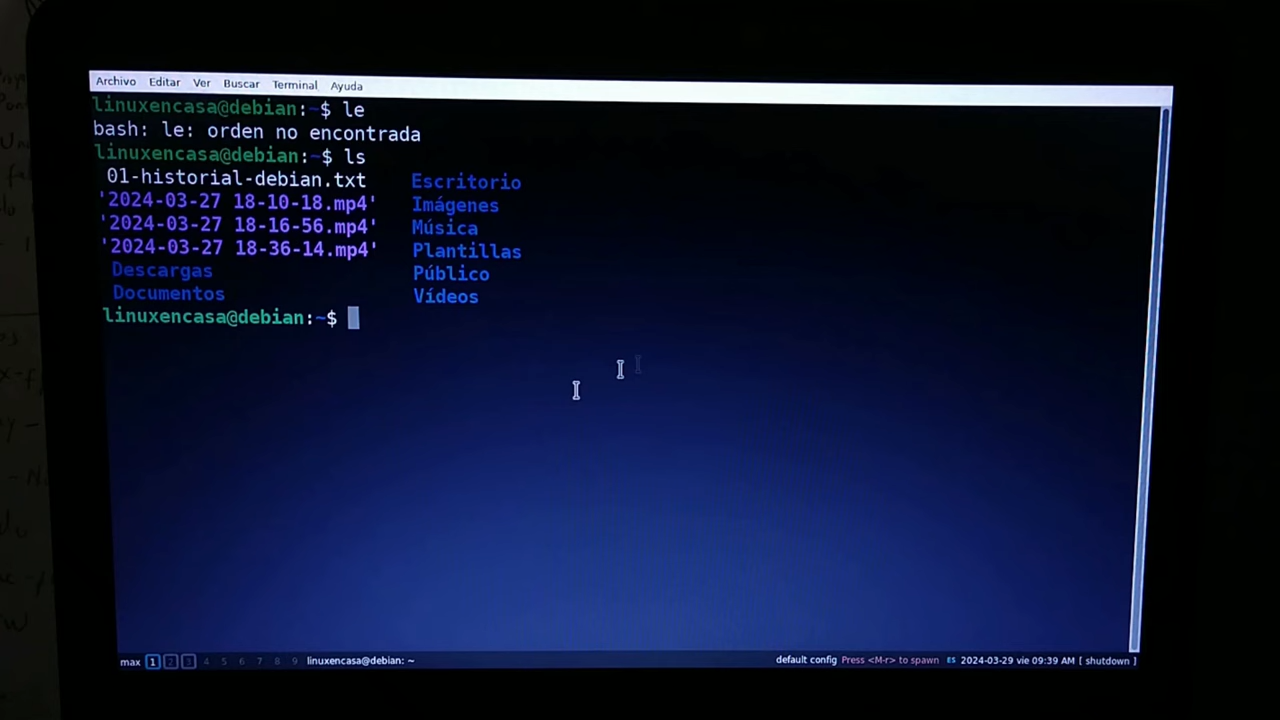 Archivo Editar Ver Buscar Terminal Ayuda
linuxencasa@debian:~$ le
bash: le: orden no encontrada
linuxencasa@debian:~$ ls
01-historial-debian.txt Escritorio
'2024-03-27 18-10-18.mp4' Imágenes
'2024-03-27 18-16-56.mp4' Música
'2024-03-27 18-36-14.mp4' Plantillas
Descargas Público
Documentos Vídeos
linuxencasa@debian:~$
max 1 2 3 4 5 6 7 8 9 linuxencasa@debian: ~ default config Press <M-r> to spawn ES 2024-03-29 vie 09:39 AM [ shutdown ]